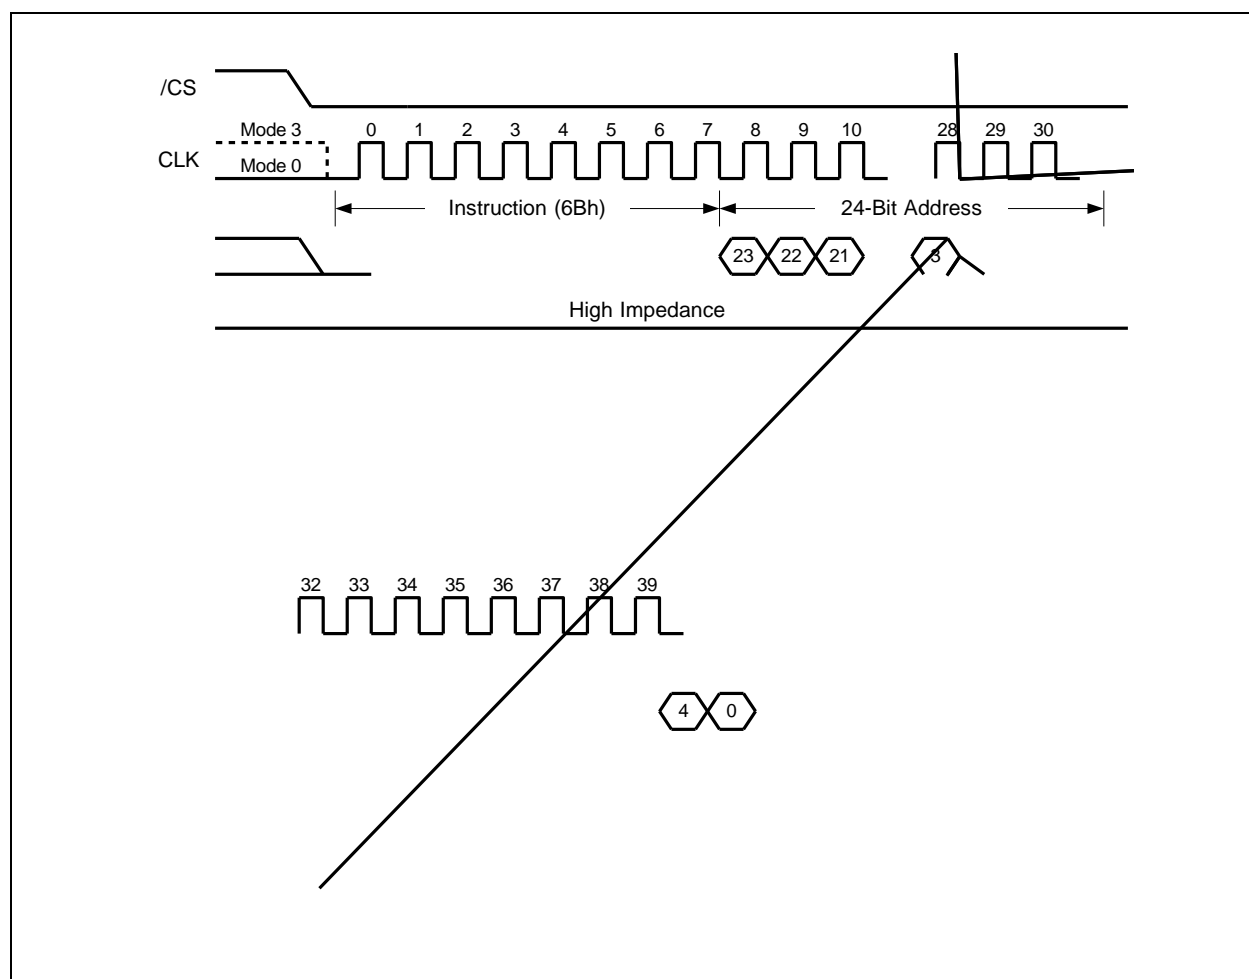 /CS
Mode 3 0 1 2 3 4 5 6 7 8 9 10 28 29 30
CLK
Mode 0
Instruction (6Bh) 24-Bit Address
23 22 21 3
High Impedance
32 33 34 35 36 37 38 39
4 0